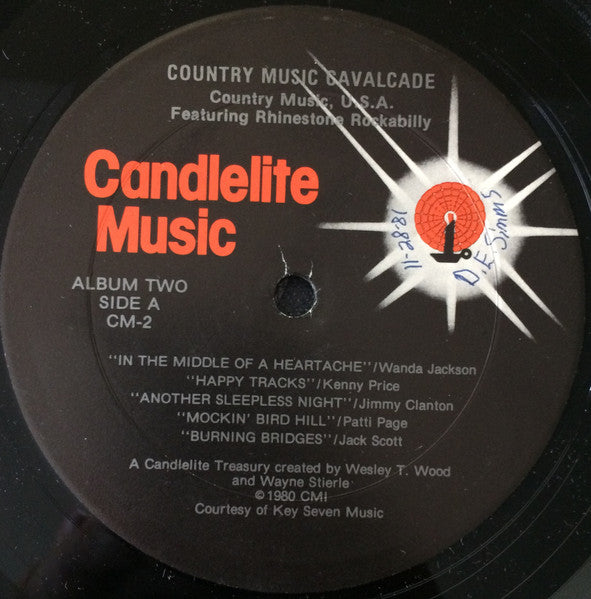 COUNTRY MUSIC CAVALCADE
Country Music, U.S.A.
Featuring Rhinestone Rockabilly
Candlelite
Music
11-28-81
D.E Simms
ALBUM TWO
SIDE A
CM-2
"IN THE MIDDLE OF A HEARTACHE"/Wanda Jackson
"HAPPY TRACKS"/Kenny Price
"ANOTHER SLEEPLESS NIGHT"/Jimmy Clanton
"MOCKIN' BIRD HILL"/Patti Page
"BURNING BRIDGES"/Jack Scott
A Candlelite Treasury created by Wesley T. Wood
and Wayne Stierle
©1980 CMI
Courtesy of Key Seven Music